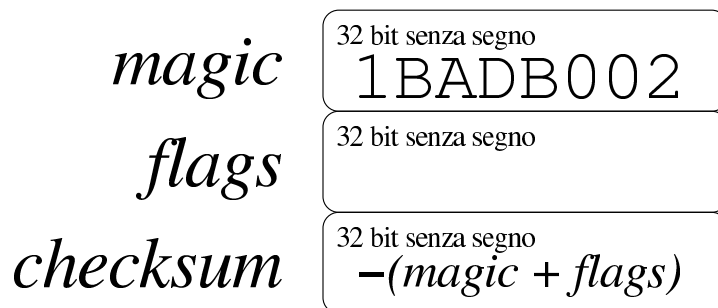 magic
32 bit senza segno
1BADB002
flags
32 bit senza segno
checksum
32 bit senza segno
–(magic + flags)